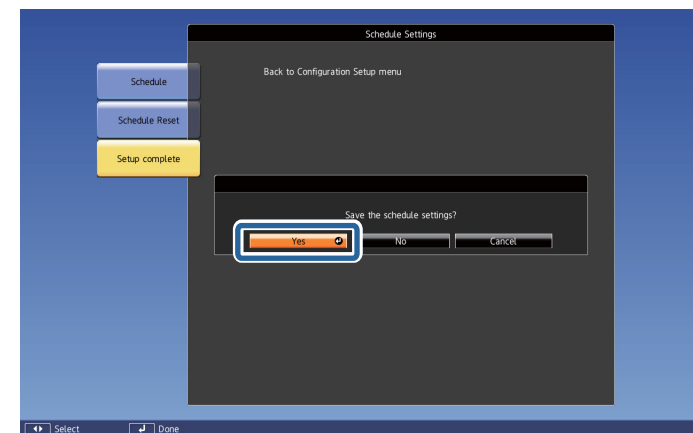 Schedule Settings
Back to Configuration Setup menu
Schedule
Schedule Reset
Setup complete
Save the schedule settings?
Yes No Cancel
Select Done